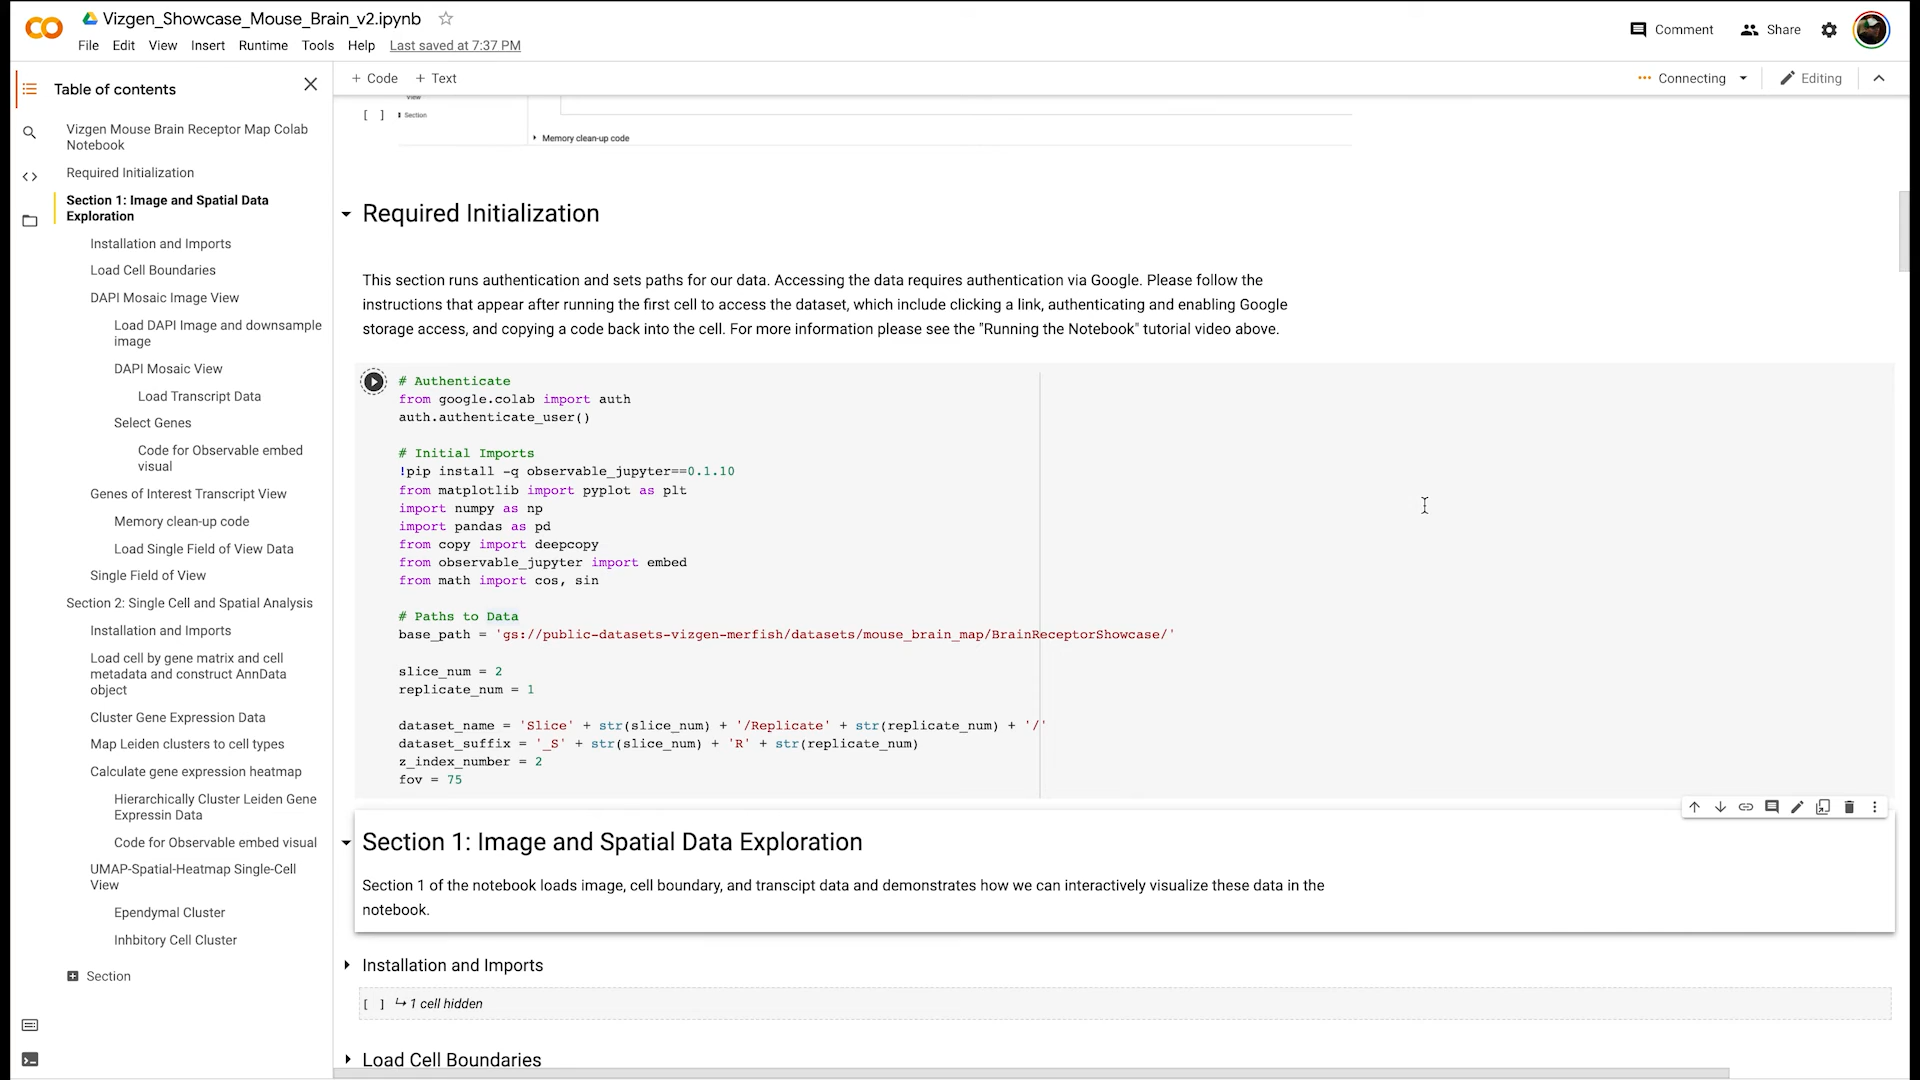 Vizgen_Showcase_Mouse_Brain_v2.ipynb
Comment
Share
File Edit View Insert Runtime Tools Help Last saved at 7:37 PM
Table of contents
+ Code + Text
Connecting
Editing
Vizgen Mouse Brain Receptor Map Colab
Notebook
Required Initialization
Section 1: Image and Spatial Data
Exploration
Installation and Imports
Load Cell Boundaries
DAPI Mosaic Image View
Load DAPI Image and downsample
image
DAPI Mosaic View
Load Transcript Data
Select Genes
Code for Observable embed
visual
Genes of Interest Transcript View
Memory clean-up code
Load Single Field of View Data
Single Field of View
Section 2: Single Cell and Spatial Analysis
Installation and Imports
Load cell by gene matrix and cell
metadata and construct AnnData
object
Cluster Gene Expression Data
Map Leiden clusters to cell types
Calculate gene expression heatmap
Hierarchically Cluster Leiden Gene
Expressin Data
Code for Observable embed visual
UMAP-Spatial-Heatmap Single-Cell
View
Ependymal Cluster
Inhbitory Cell Cluster
Section
View
[ ] Section
Memory clean-up code
Required Initialization
This section runs authentication and sets paths for our data. Accessing the data requires authentication via Google. Please follow the
instructions that appear after running the first cell to access the dataset, which include clicking a link, authenticating and enabling Google
storage access, and copying a code back into the cell. For more information please see the "Running the Notebook" tutorial video above.
# Authenticate
from google.colab import auth
auth.authenticate_user()
# Initial Imports
!pip install -q observable_jupyter==0.1.10
from matplotlib import pyplot as plt
import numpy as np
import pandas as pd
from copy import deepcopy
from observable_jupyter import embed
from math import cos, sin
# Paths to Data
base_path = 'gs://public-datasets-vizgen-merfish/datasets/mouse_brain_map/BrainReceptorShowcase/'
slice_num = 2
replicate_num = 1
dataset_name = 'Slice' + str(slice_num) + '/Replicate' + str(replicate_num) + '/'
dataset_suffix = '_S' + str(slice_num) + 'R' + str(replicate_num)
z_index_number = 2
fov = 75
Section 1: Image and Spatial Data Exploration
Section 1 of the notebook loads image, cell boundary, and transcipt data and demonstrates how we can interactively visualize these data in the
notebook.
Installation and Imports
[ ] ↳ 1 cell hidden
Load Cell Boundaries